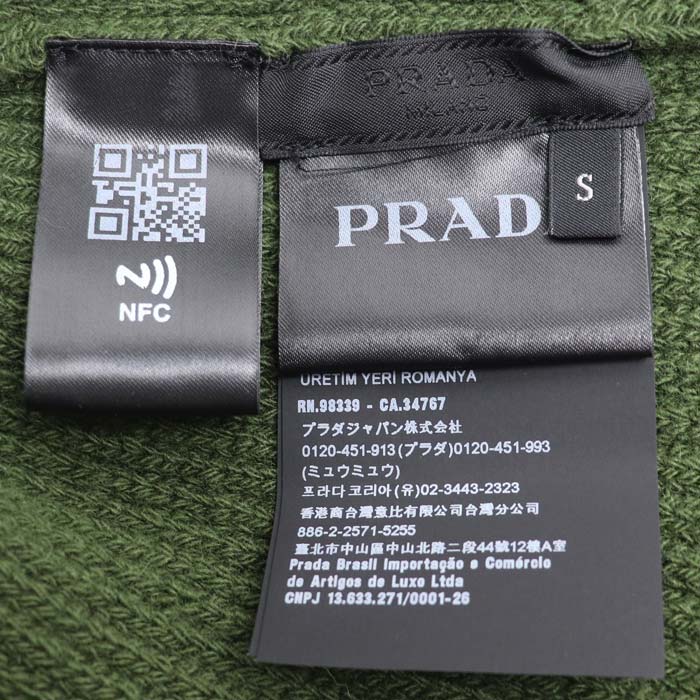 NFC
PRADA
MILANO
PRAD
S
ÜRETİM YERİ ROMANYA
RN.98339 - CA.34767
プラダジャパン株式会社
0120-451-913(プラダ)0120-451-993
(ミュウミュウ)
프라다코리아(유)02-3443-2323
香港商台灣意比有限公司台灣分公司
886-2-2571-5255
臺北市中山區中山北路二段44號12樓A室
Prada Brasil Importação e Comércio
de Artigos de Luxo Ltda
CNPJ 13.633.271/0001-26